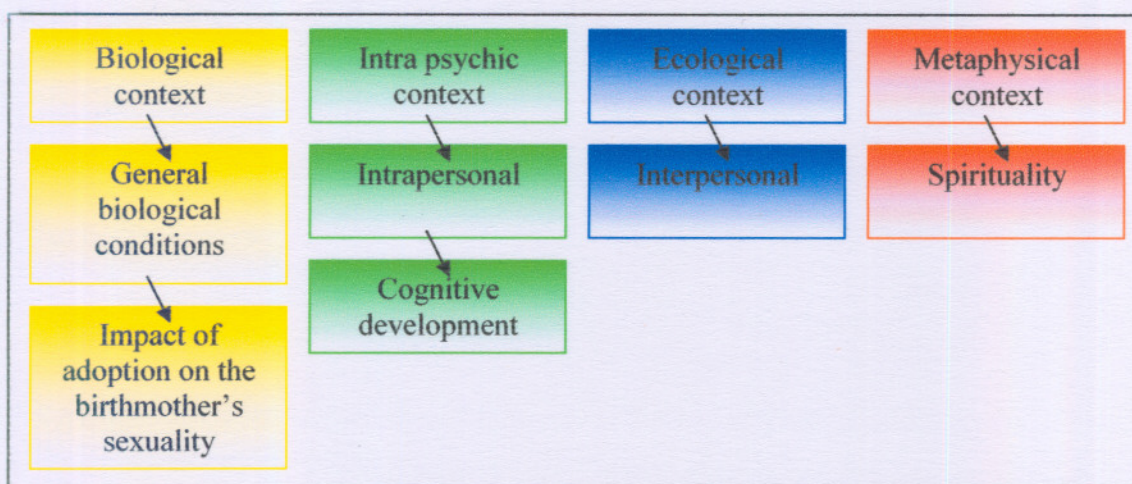 Biological
context
General
biological
conditions
Impact of
adoption on the
birthmother's
sexuality
Intra psychic
context
Intrapersonal
Cognitive
development
Ecological
context
Interpersonal
Metaphysical
context
Spirituality